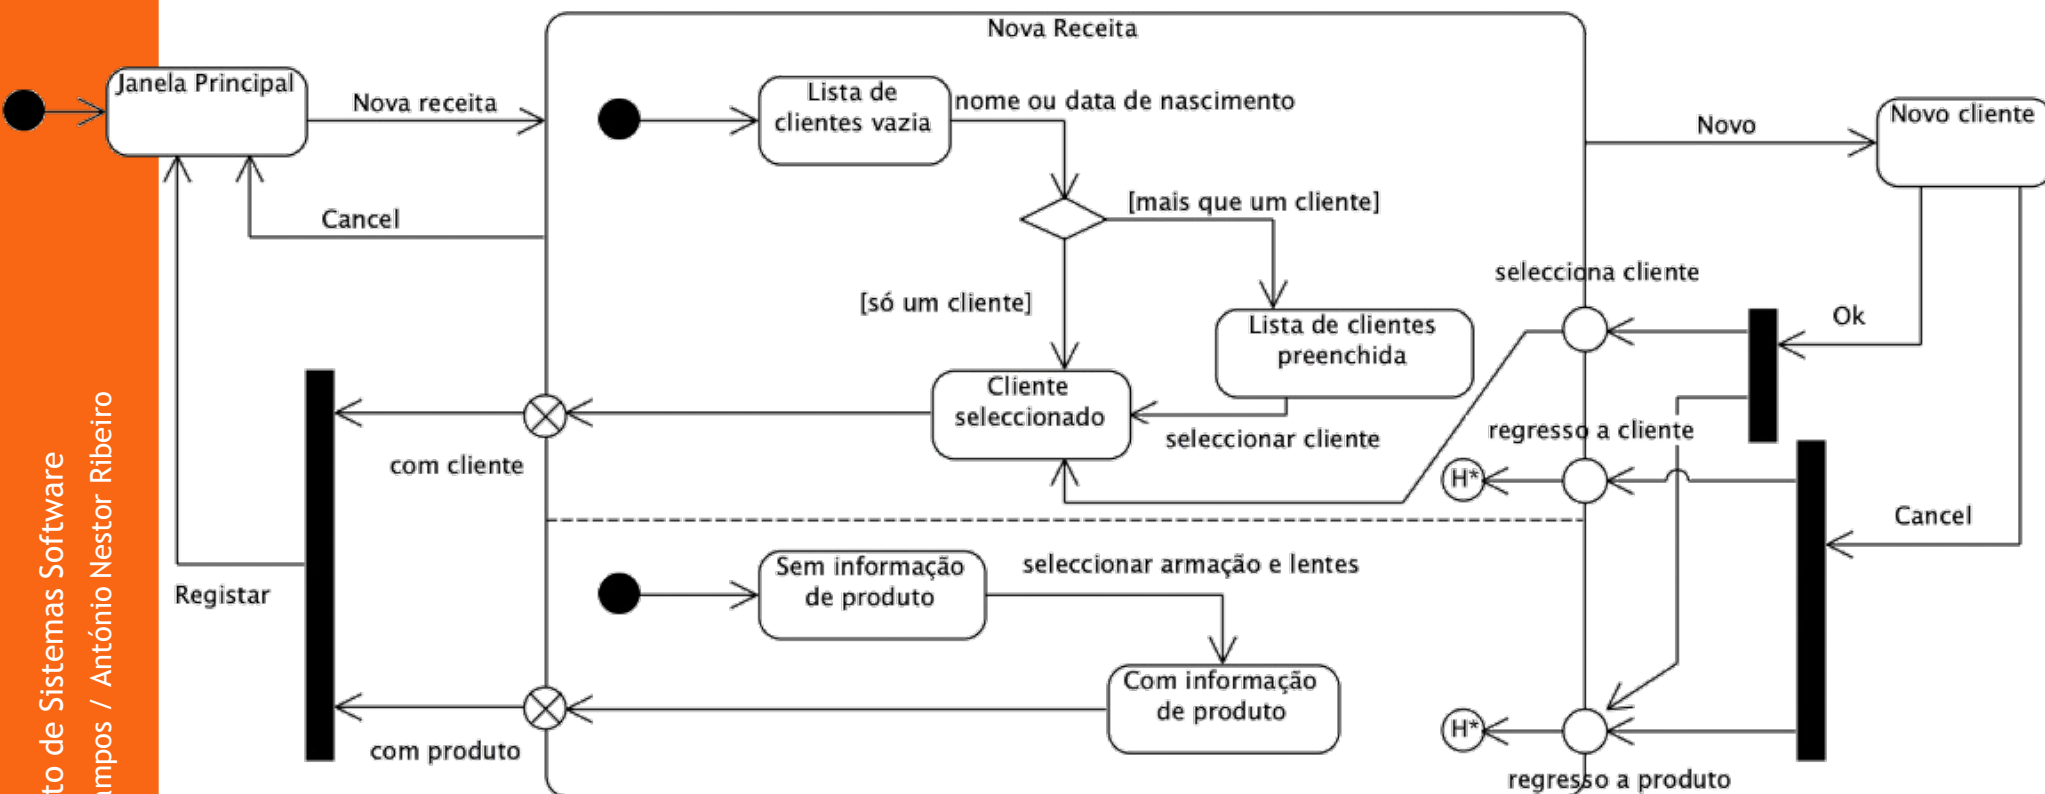 Nova Receita
Janela Principal
Nova receita
Lista de
clientes vazia
nome ou data de nascimento
Novo
Novo cliente
[mais que um cliente]
Cancel
selecciona cliente
[só um cliente]
Lista de clientes
preenchida
Ok
Cliente
seleccionado
seleccionar cliente
regresso a cliente
com cliente
H*
Cancel
Sem informação
de produto
seleccionar armação e lentes
Registar
Com informação
de produto
H*
com produto
regresso a produto
to de Sistemas Software
ampos / António Nestor Ribeiro